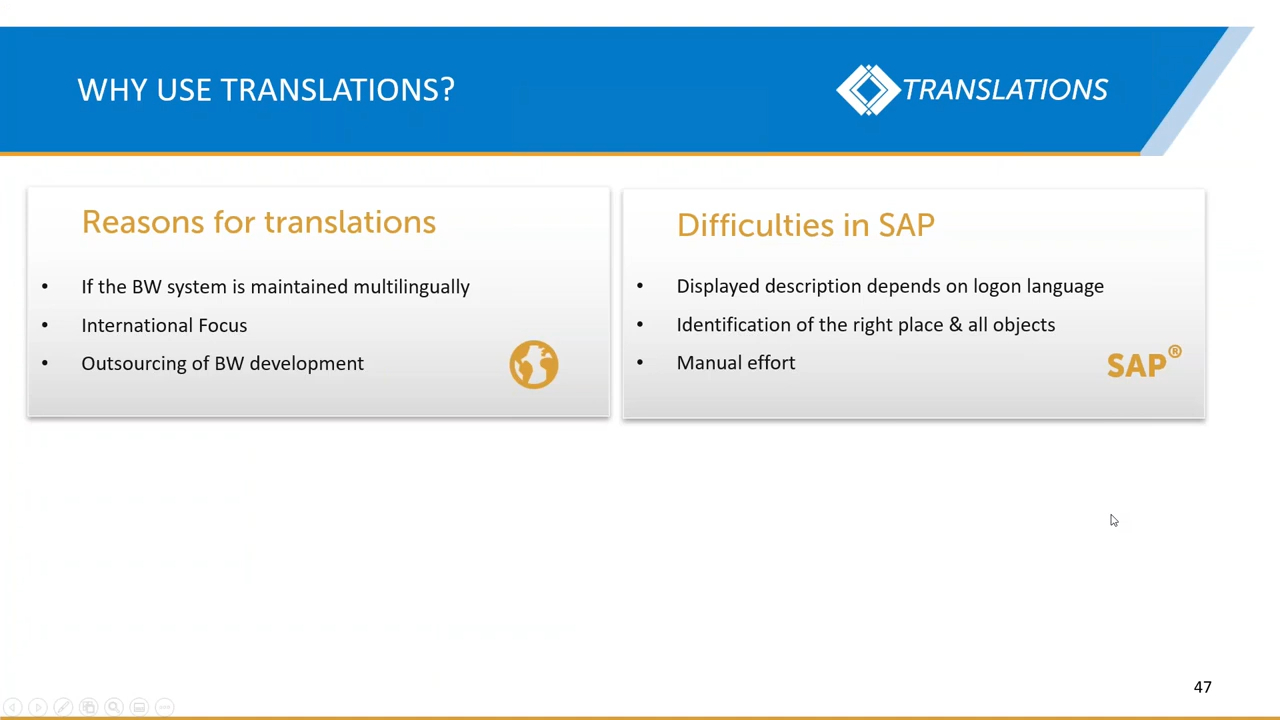 WHY USE TRANSLATIONS?
TRANSLATIONS
Reasons for translations
• If the BW system is maintained multilingually
• International Focus
• Outsourcing of BW development
Difficulties in SAP
• Displayed description depends on logon language
• Identification of the right place & all objects
• Manual effort
SAP®
47